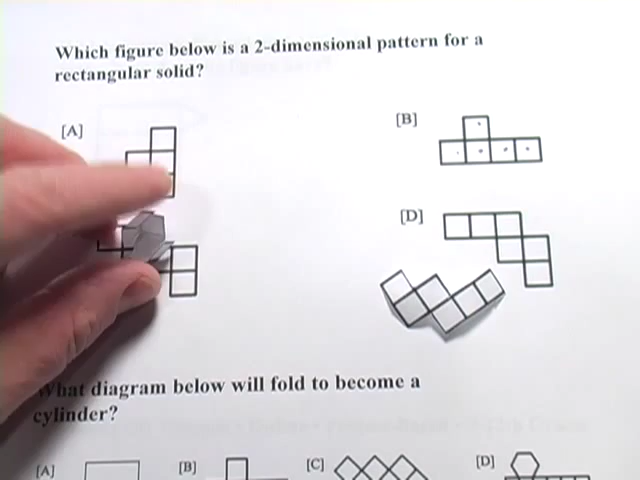 Which figure below is a 2-dimensional pattern for a
rectangular solid?
[A]
[B]
[D]
What diagram below will fold to become a
cylinder?
[A]
[B]
[C]
[D]